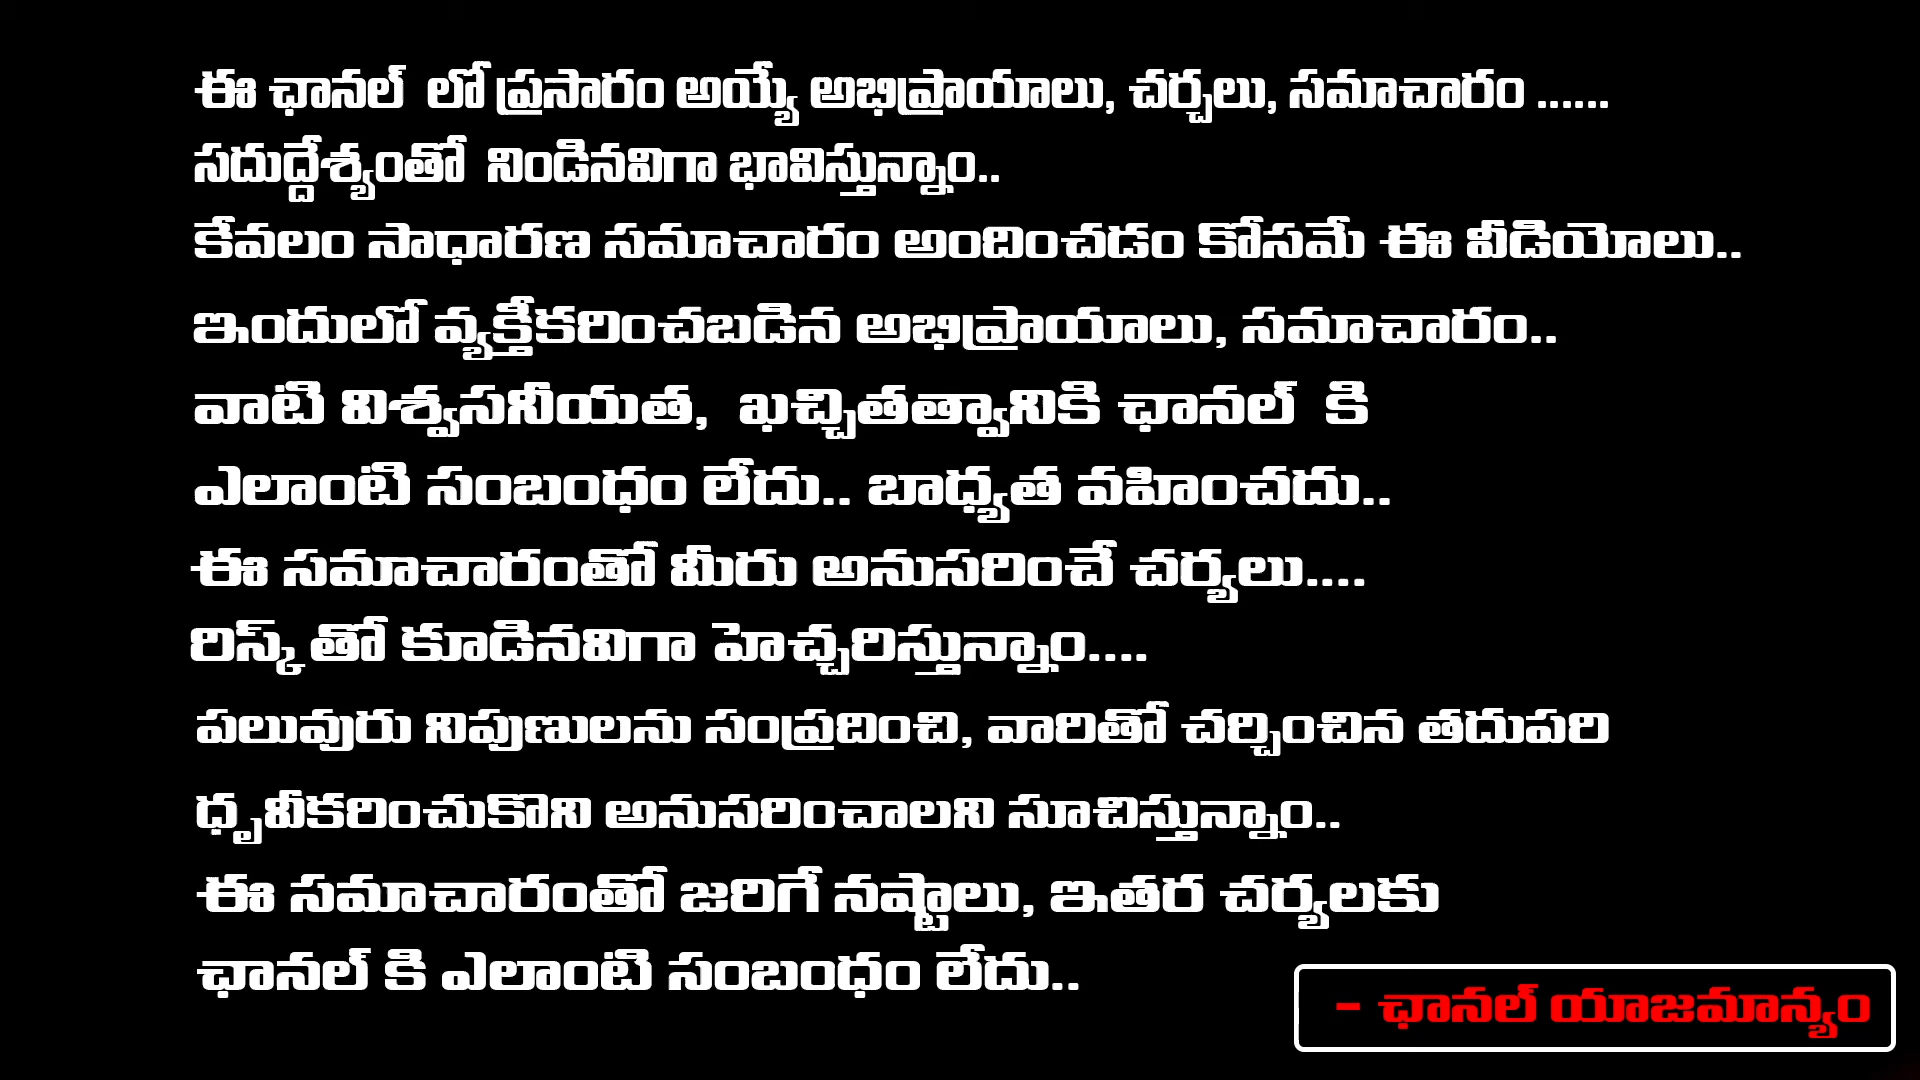 ఈ ఛానల్ లో ప్రసారం అయ్యే అభిప్రాయాలు, చర్చలు, సమాచారం ......
సదుద్దేశ్యంతో నిండినవిగా భావిస్తున్నాం..
కేవలం సాధారణ సమాచారం అందించడం కోసమే ఈ వీడియోలు..
ఇందులో వ్యక్తీకరించబడిన అభిప్రాయాలు, సమాచారం..
వాటి విశ్వసనీయత, ఖచ్చితత్వానికి ఛానల్ కి
ఎలాంటి సంబంధం లేదు.. బాధ్యత వహించదు..
ఈ సమాచారంతో మీరు అనుసరించే చర్యలు....
రిస్క్ తో కూడినవిగా హెచ్చరిస్తున్నాం....
పలువురు నిపుణులను సంప్రదించి, వారితో చర్చించిన తదుపరి
ధృవీకరించుకొని అనుసరించాలని సూచిస్తున్నాం..
ఈ సమాచారంతో జరిగే నష్టాలు, ఇతర చర్యలకు
ఛానల్ కి ఎలాంటి సంబంధం లేదు..
- ఛానల్ యాజమాన్యం